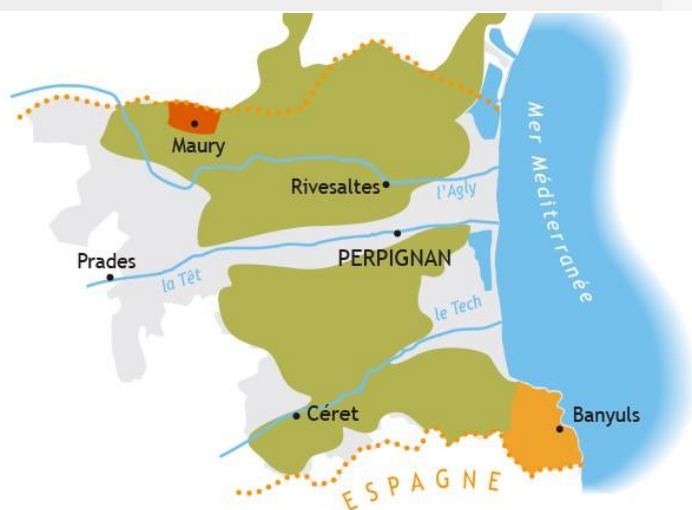 Maury
Mer Méditerranée
Rivesaltes
l'Agly
Prades
PERPIGNAN
la Têt
le Tech
Céret
Banyuls
ESPAGNE